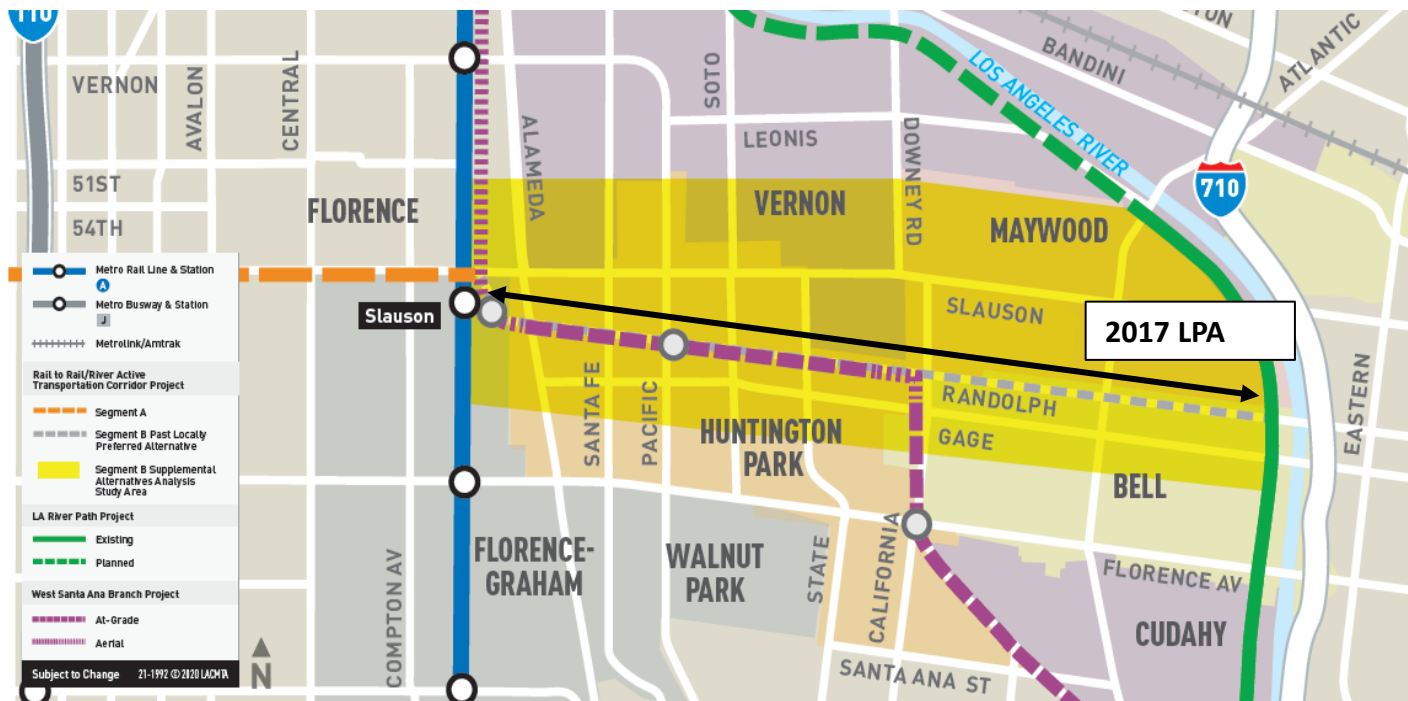 110
VERNON
AVALON
CENTRAL
51ST
54TH
FLORENCE
ALAMEDA
SOTO
LEONIS
DOWNEY RD
VERNON
MAYWOOD
LOS ANGELES RIVER
BANDINI
ATLANTIC
710
SLAUSON
2017 LPA
Slauson
RANDOLPH
GAGE
EASTERN
SANTA FE
PACIFIC
HUNTINGTON
PARK
BELL
FLORENCE-
GRAHAM
WALNUT
PARK
STATE
CALIFORNIA
FLORENCE AV
CUDAHY
SANTA ANA ST
COMPTON AV
N
Metro Rail Line & Station
A
Metro Busway & Station
J
Metrolink/Amtrak
Rail to Rail/River Active
Transportation Corridor Project
Segment A
Segment B Past Locally
Preferred Alternative
Segment B Supplemental
Alternatives Analysis
Study Area
LA River Path Project
Existing
Planned
West Santa Ana Branch Project
At-Grade
Aerial
Subject to Change 21-1992 © 2020 LACMTA